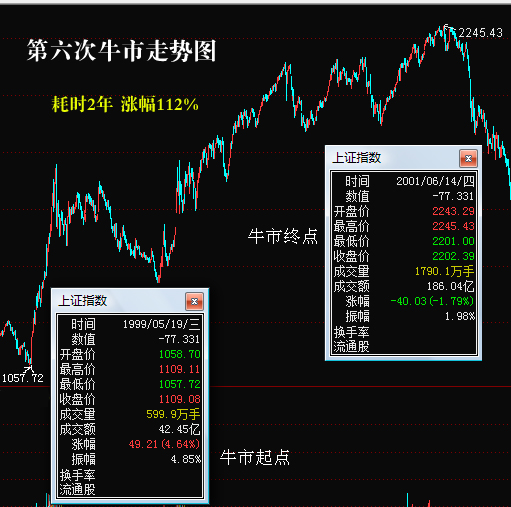 2245.43
第六次牛市走势图
耗时2年 涨幅112%
上证指数 x
时间 2001/06/14/四
数值 -77.331
开盘价 2243.29
最高价 2245.43
最低价 2201.00
收盘价 2202.39
成交量 1790.1万手
成交额 186.04亿
涨幅 -40.03(-1.79%)
振幅 1.98%
换手率
流通股
牛市终点
上证指数 x
时间 1999/05/19/三
数值 -77.331
开盘价 1058.70
最高价 1109.11
最低价 1057.72
收盘价 1109.08
成交量 599.9万手
成交额 42.45亿
涨幅 49.21(4.64%)
振幅 4.85%
换手率
流通股
1057.72
牛市起点